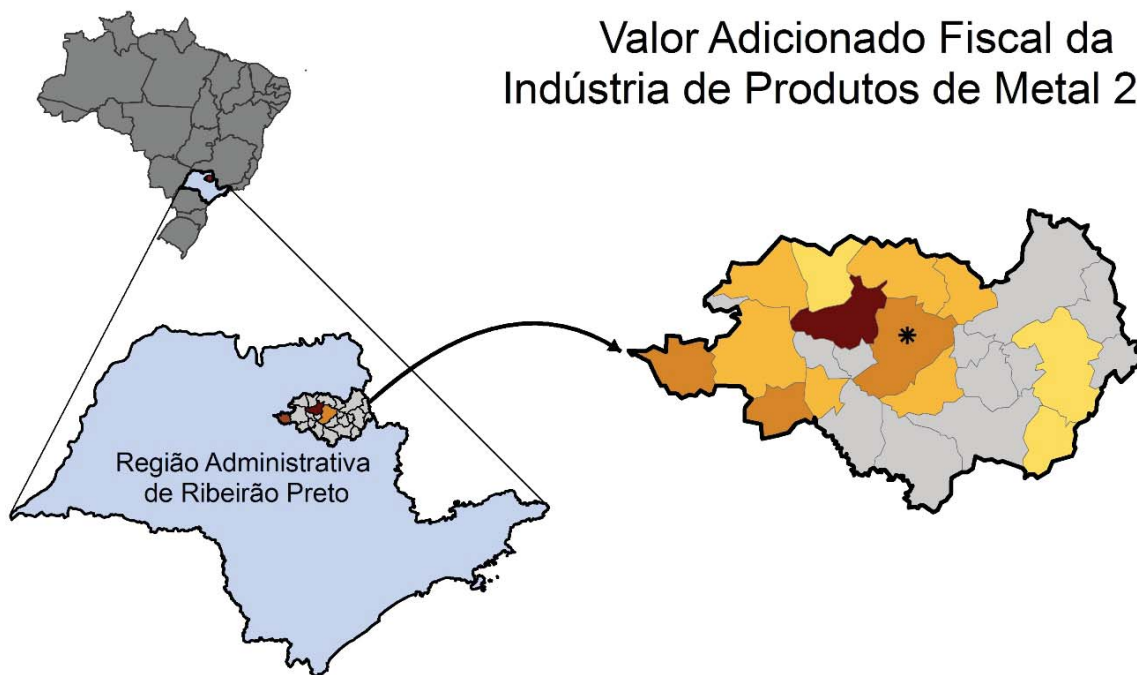 Valor Adicionado Fiscal da
Indústria de Produtos de Metal 2
Região Administrativa
de Ribeirão Preto